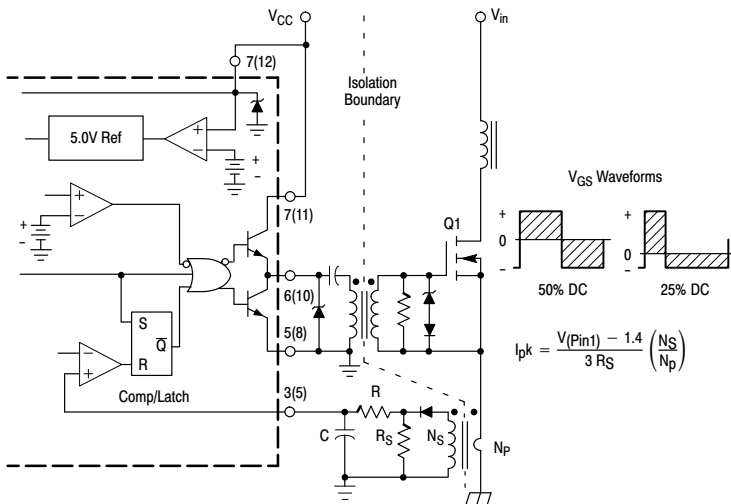 VCC
Vin
7(12)
Isolation
Boundary
5.0V Ref
+
-
+
-
+
-
+
-
7(11)
Q1
VGS Waveforms
+
0
-
+
0
-
50% DC
25% DC
6(10)
5(8)
S
Q
R
-
+
Comp/Latch
3(5)
R
C
RS
NS
NP
Ipk = V(Pin1) − 1.4 / 3 RS (NS / Np)